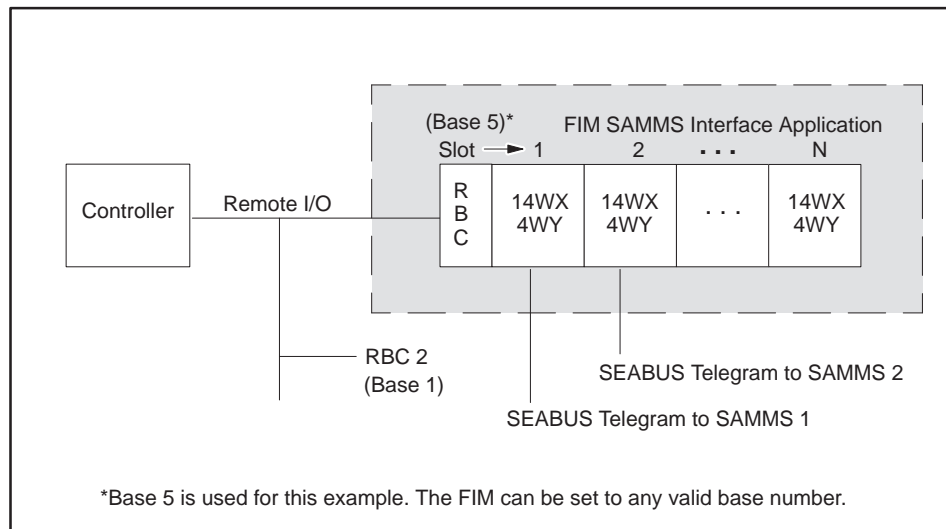 (Base 5)*
FIM SAMMS Interface Application
Slot 1 2 . . . N
Controller
Remote I/O
R
B
C
14WX
4WY
14WX
4WY
. . .
14WX
4WY
RBC 2
(Base 1)
SEABUS Telegram to SAMMS 2
SEABUS Telegram to SAMMS 1
*Base 5 is used for this example. The FIM can be set to any valid base number.